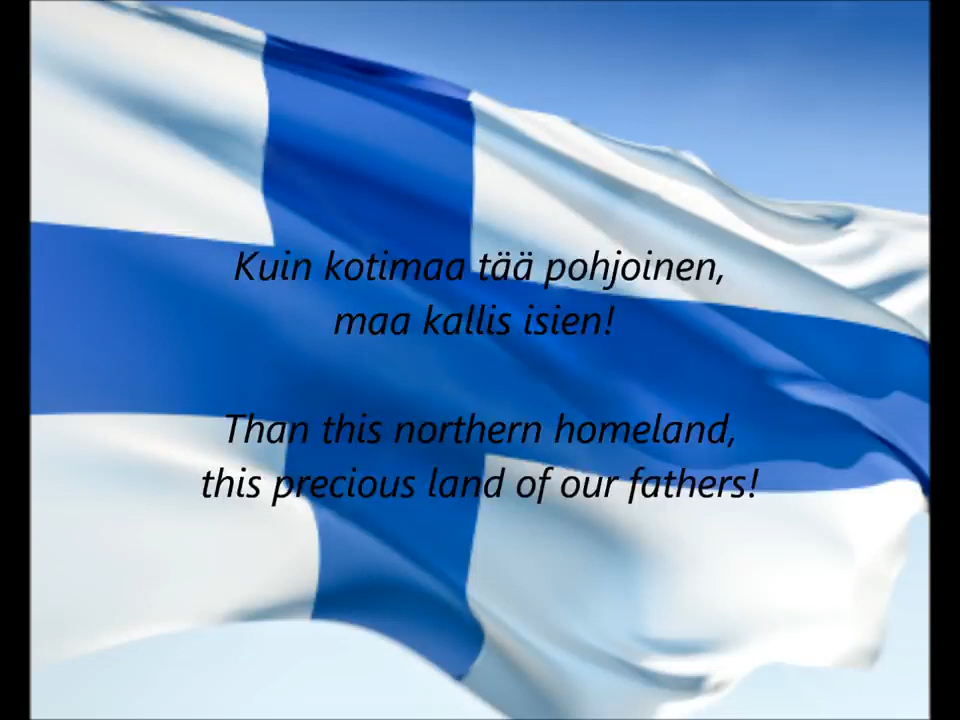 Kuin kotimaa tää pohjoinen,
maa kallis isien!
Than this northern homeland,
this precious land of our fathers!